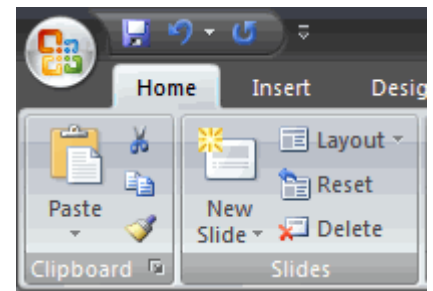 Home Insert Desig
Layout
Reset
Paste New
Slide Delete
Clipboard Slides